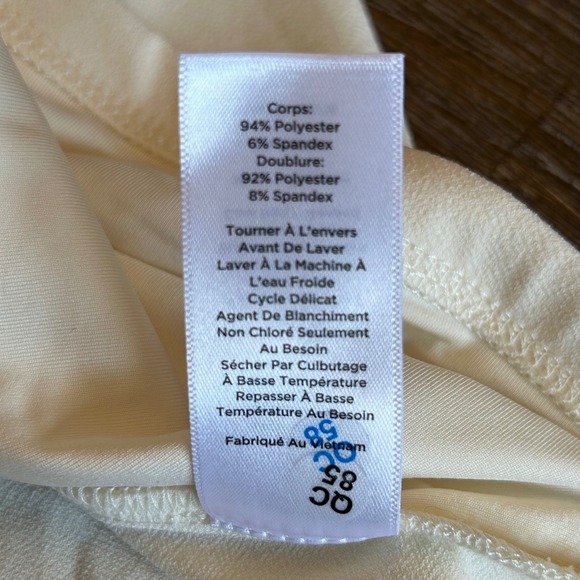 Corps:
94% Polyester
6% Spandex
Doublure:
92% Polyester
8% Spandex
Tourner À L'envers
Avant De Laver
Laver À La Machine À
L'eau Froide
Cycle Délicat
Agent De Blanchiment
Non Chloré Seulement
Au Besoin
Sécher Par Culbutage
À Basse Température
Repasser À Basse
Température Au Besoin
Fabriqué Au Vietnam
QC
58
QC
85